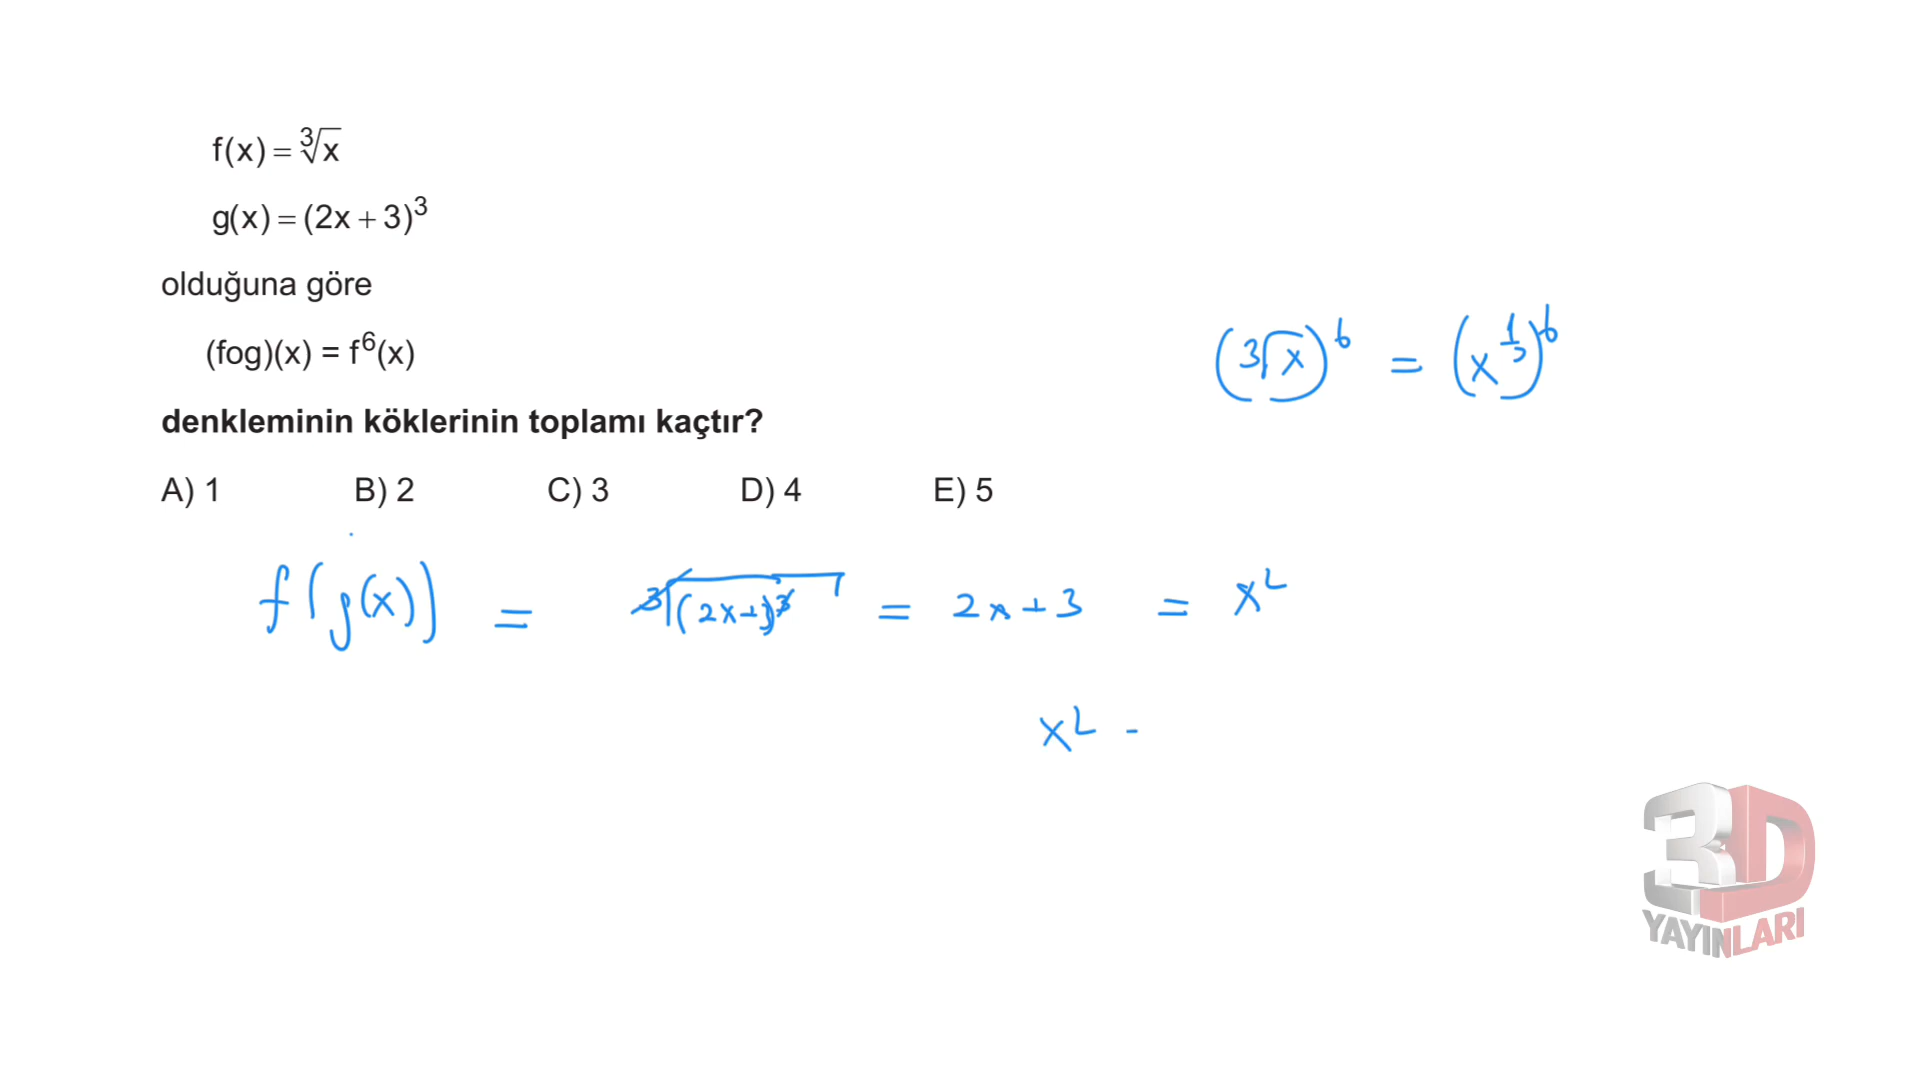 f(x) = ∛x
g(x) = (2x + 3)³
olduğuna göre
(fog)(x) = f⁶(x)
denkleminin köklerinin toplamı kaçtır?
A) 1 B) 2 C) 3 D) 4 E) 5
(∛x)⁶ = (x^{1/3})⁶
f(g(x)) = ∛(2x+3)³ = 2x+3 = x²
x² -
3D
YAYINLARI